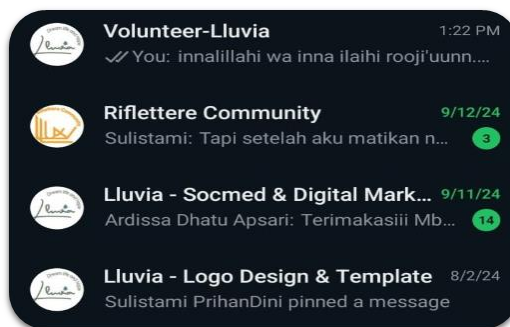 Volunteer-Lluvia 1:22 PM
You: innalillahi wa inna ilaihi rooji'uunn....
Riflettere Community 9/12/24
Sulistami: Tapi setelah aku matikan n... 3
Lluvia - Socmed & Digital Mark... 9/11/24
Ardissa Dhatu Apsari: Terimakasiii Mb... 14
Lluvia - Logo Design & Template 8/2/24
Sulistami PrihanDini pinned a message